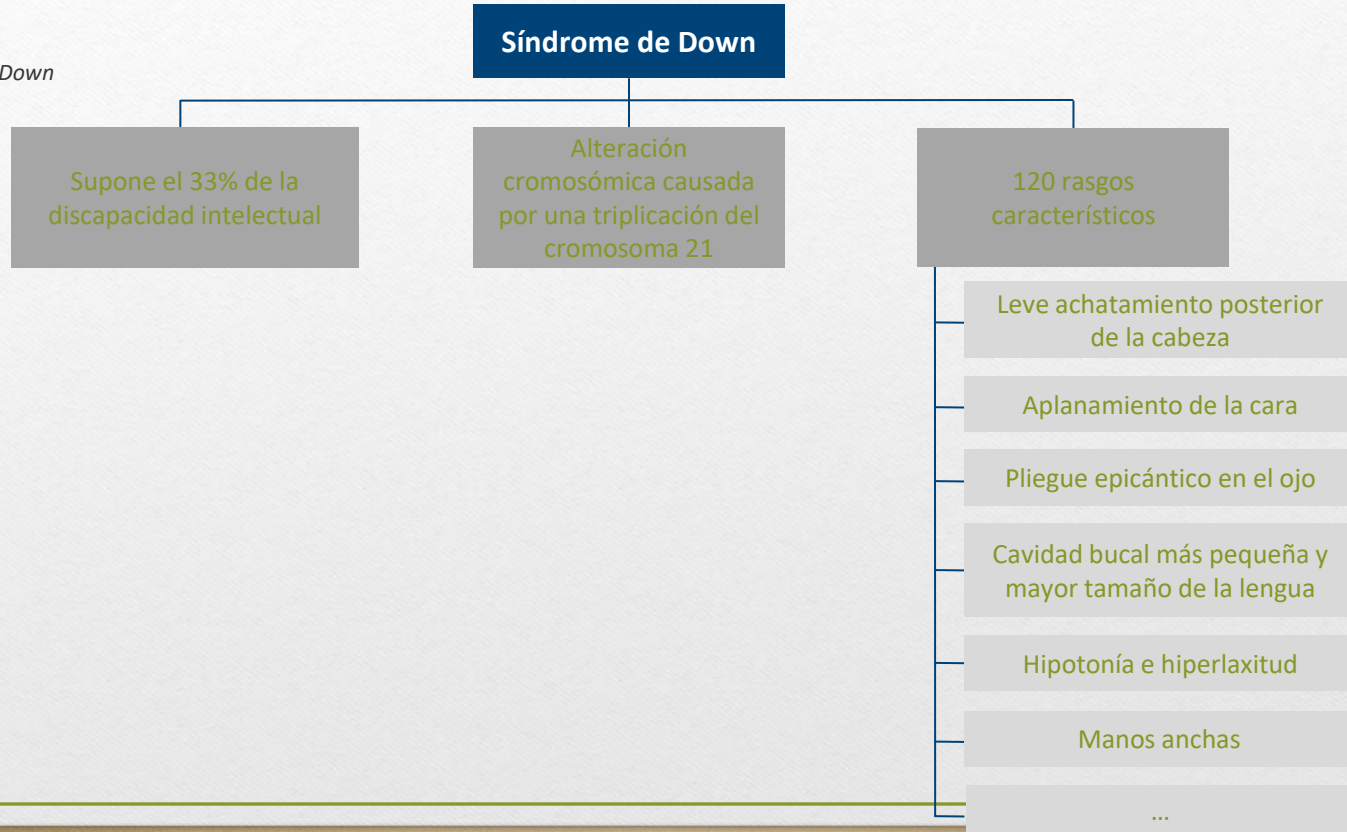 Síndrome de Down
Down
Supone el 33% de la
discapacidad intelectual
Alteración
cromosómica causada
por una triplicación del
cromosoma 21
120 rasgos
característicos
Leve achatamiento posterior
de la cabeza
Aplanamiento de la cara
Pliegue epicántico en el ojo
Cavidad bucal más pequeña y
mayor tamaño de la lengua
Hipotonía e hiperlaxitud
Manos anchas
...